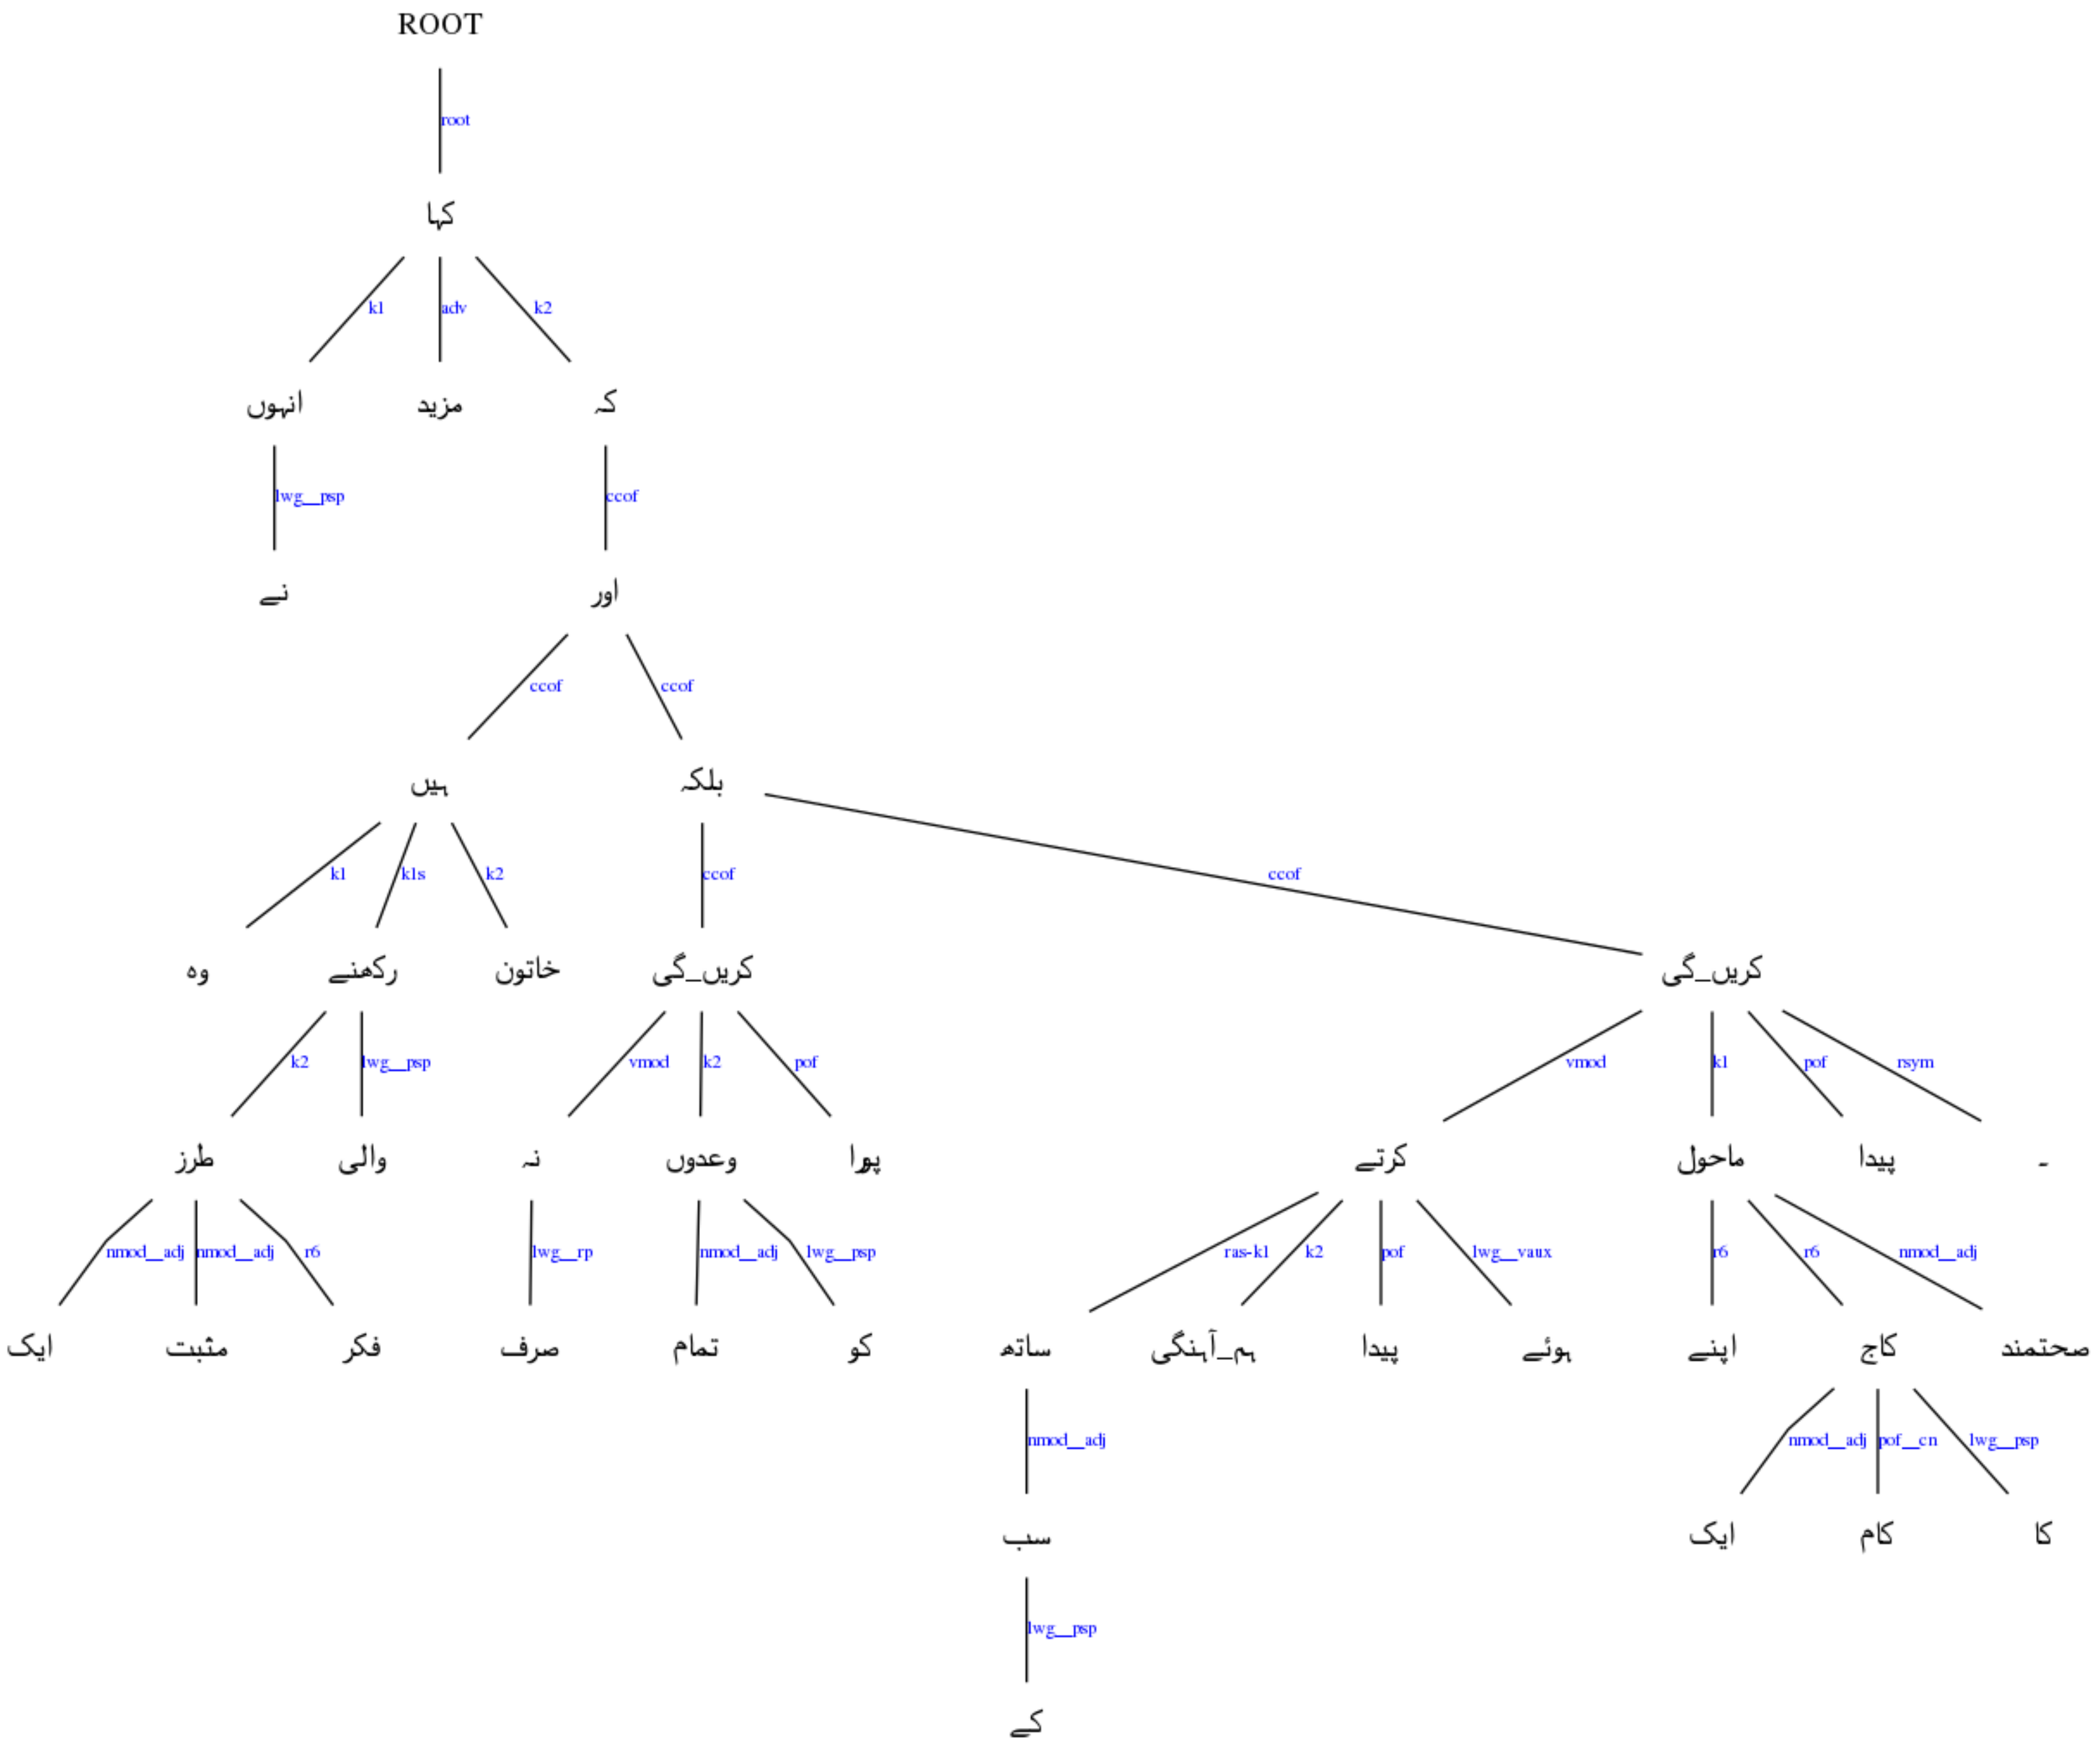 ROOT
root
کہا
k1 adv k2
انہوں مزید کہ
lwg__psp ccof
نے اور
ccof ccof
ہیں بلکہ
k1 k1s k2 ccof ccof
وہ رکھنے خاتون کریں_گی کریں_گی
k2 lwg__psp vmod k2 pof vmod k1 pof rsym
طرز والی نہ وعدوں پورا کرتے ماحول پیدا ۔
nmod__adj nmod__adj r6 lwg__rp nmod__adj lwg__psp ras-k1 k2 pof lwg__vaux r6 r6 nmod__adj
ایک مثبت فکر صرف تمام کو ساتھ ہم_آہنگی پیدا ہوئے اپنے کاج صحتمند
nmod__adj nmod__adj pof__cn lwg__psp
سب ایک کام کا
lwg__psp
کے